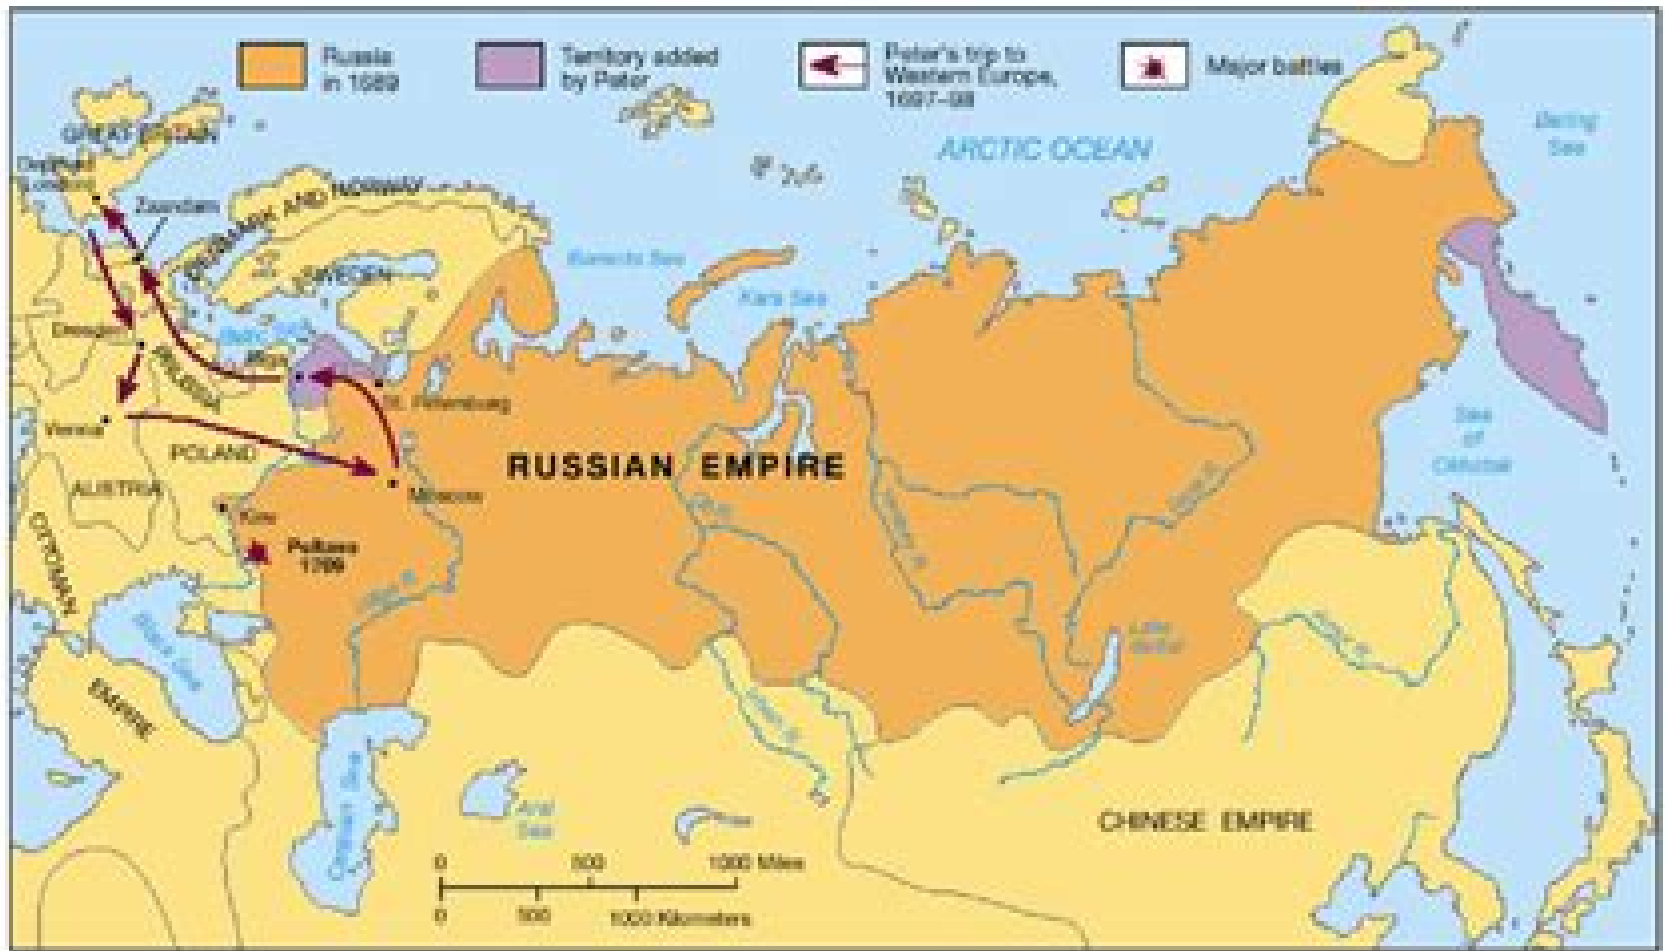 Russia
in 1689
Territory added
by Peter
Peter's trip to
Western Europe,
1697–98
Major battles
ARCTIC OCEAN
Bering
Sea
GREAT BRITAIN
Deptford
(London)
Zaandam
DENMARK AND NORWAY
SWEDEN
Barents Sea
Kara Sea
Baltic Sea
Dresden
Riga
PRUSSIA
St. Petersburg
Vienna
POLAND
RUSSIAN EMPIRE
Moscow
AUSTRIA
Kiev
Poltava
1709
Sea
of
Okhotsk
OTTOMAN
EMPIRE
Black Sea
Lake
Baikal
Caspian Sea
Aral
Sea
CHINESE EMPIRE
0 500 1000 Miles
0 500 1000 Kilometers